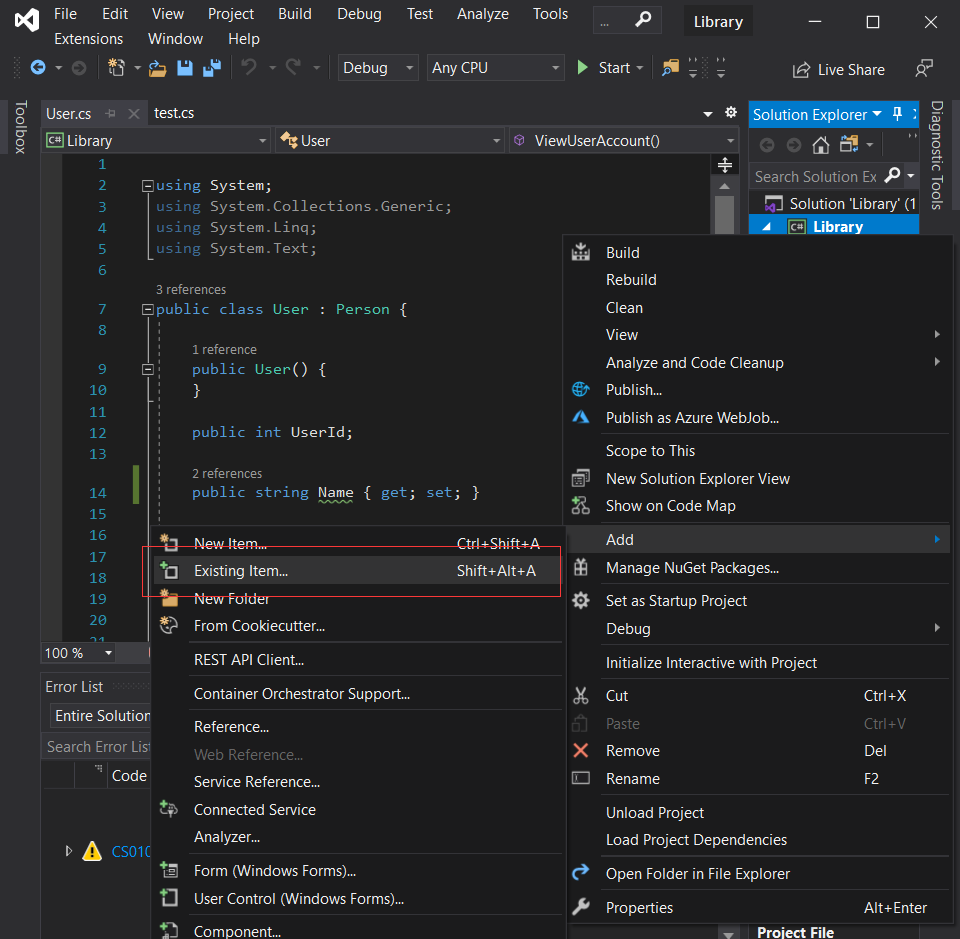 File Edit View Project Build Debug Test Analyze Tools ... Library
Extensions Window Help
Debug Any CPU Start Live Share
Toolbox
User.cs test.cs
C# Library User ViewUserAccount()
1
2 using System;
3 using System.Collections.Generic;
4 using System.Linq;
5 using System.Text;
6
3 references
7 public class User : Person {
8
1 reference
9 public User() {
10 }
11
12 public int UserId;
13
2 references
14 public string Name { get; set; }
15
16
17
18
19
20
21
100 %
Error List
Entire Solution
Search Error List
Code
CS010
Solution Explorer
Search Solution Ex
Solution 'Library' (1
C# Library
Diagnostic Tools
Build
Rebuild
Clean
View
Analyze and Code Cleanup
Publish...
Publish as Azure WebJob...
Scope to This
New Solution Explorer View
Show on Code Map
Add
Manage NuGet Packages...
Set as Startup Project
Debug
Initialize Interactive with Project
Cut Ctrl+X
Paste Ctrl+V
Remove Del
Rename F2
Unload Project
Load Project Dependencies
Open Folder in File Explorer
Properties Alt+Enter
Project File
New Item... Ctrl+Shift+A
Existing Item... Shift+Alt+A
New Folder
From Cookiecutter...
REST API Client...
Container Orchestrator Support...
Reference...
Web Reference...
Service Reference...
Connected Service
Analyzer...
Form (Windows Forms)...
User Control (Windows Forms)...
Component...